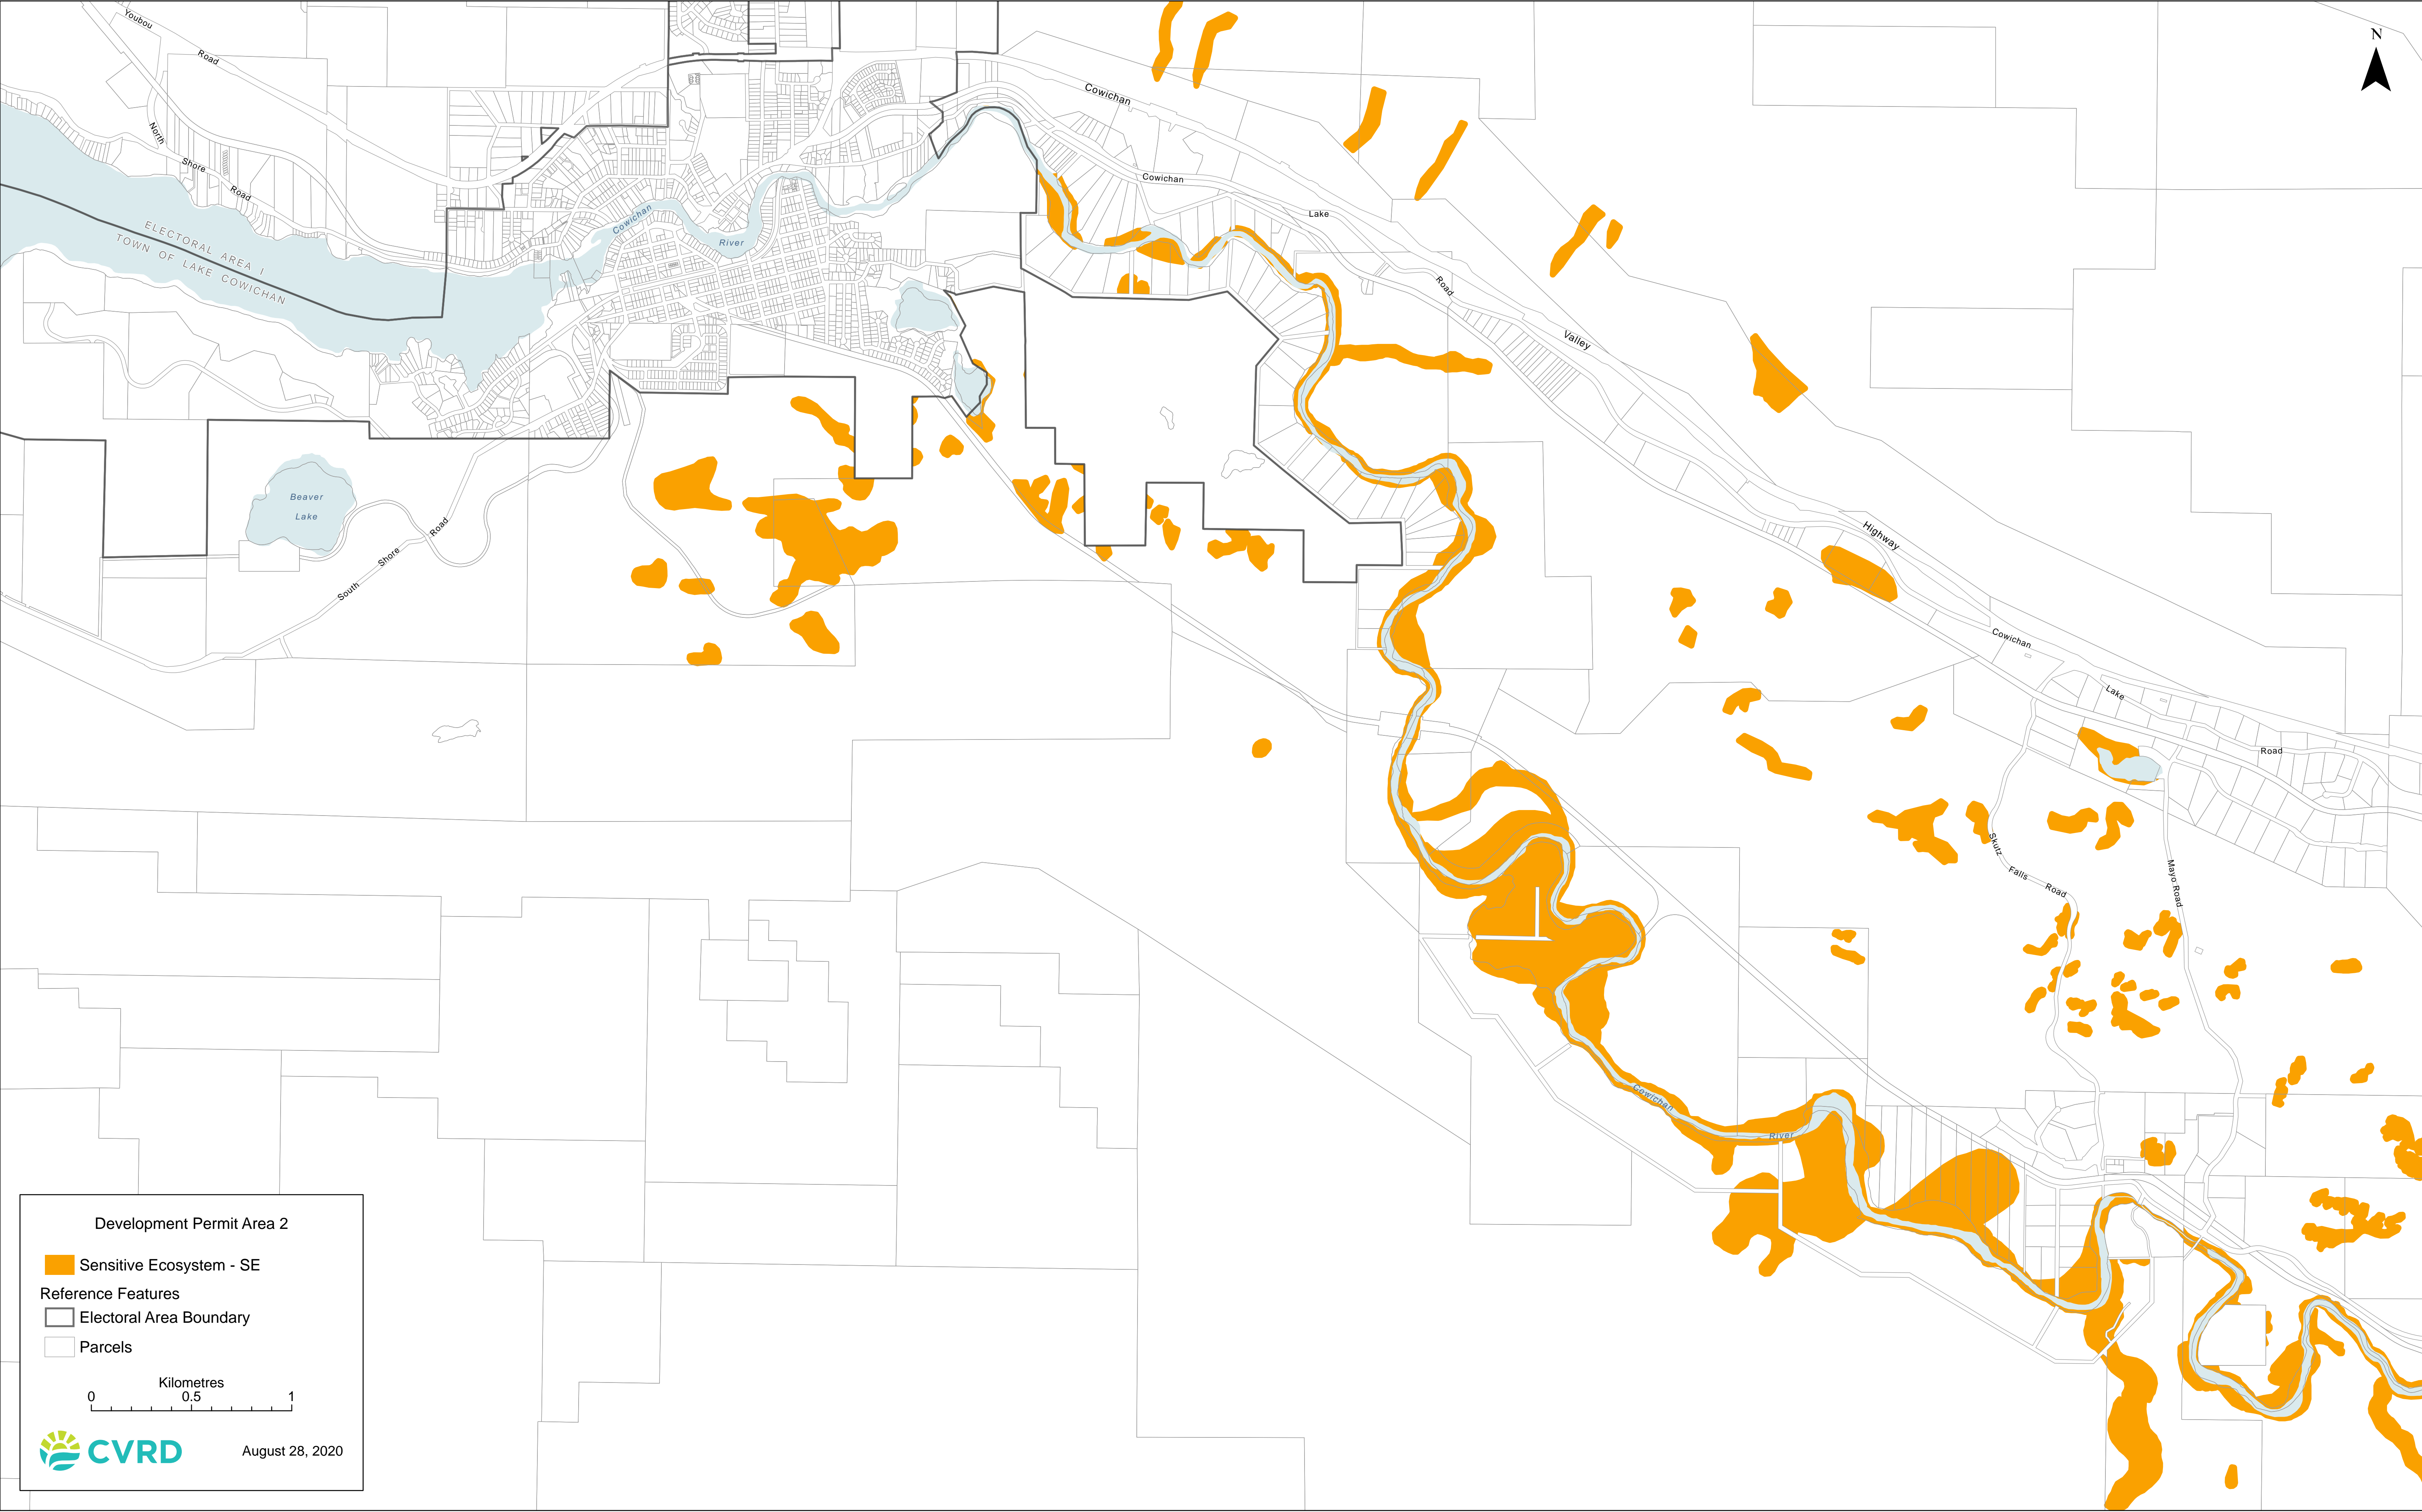 Youbou
Road
N
Cowichan
North
Shore
Road
Cowichan
Lake
Cowichan
River
ELECTORAL AREA I
TOWN OF LAKE COWICHAN
Road
Valley
Beaver
Lake
South Shore Road
Highway
Cowichan
Lake
Road
Skutz
Falls
Road
Mayo Road
Cowichan
River
Development Permit Area 2
Sensitive Ecosystem - SE
Reference Features
Electoral Area Boundary
Parcels
Kilometres
0 0.5 1
CVRD
August 28, 2020